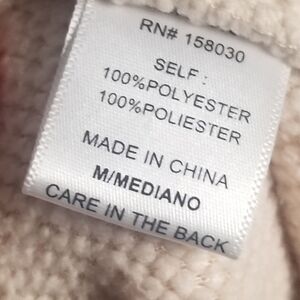 RN# 158030
SELF :
100%POLYESTER
100%POLIESTER
MADE IN CHINA
M/MEDIANO
CARE IN THE BACK